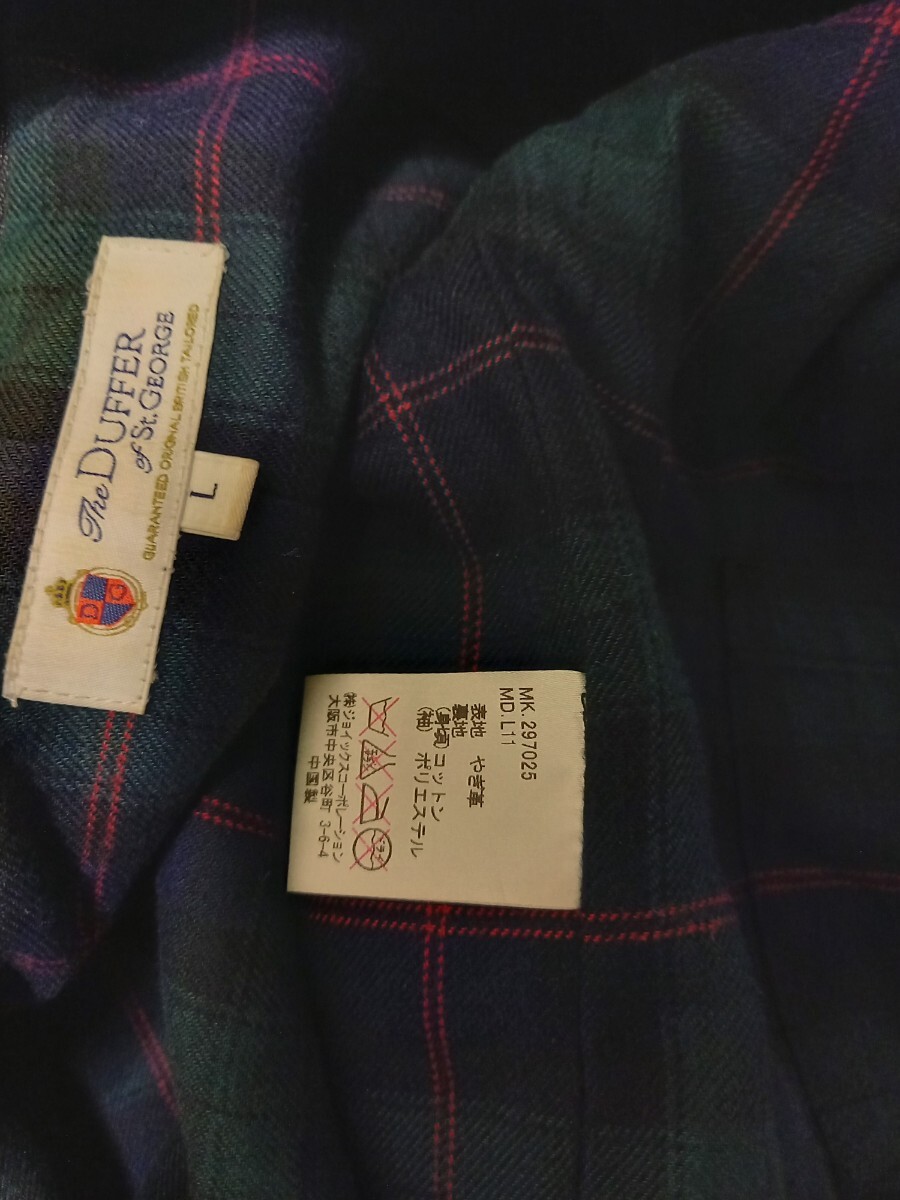 The DUFFER
of St. GEORGE
GUARANTEED ORIGINAL BRITISH TAILORED
D G
L
MK. 297025
MD. L11
表地 やぎ革
裏地
(身頃) コットン
(袖) ポリエステル
ドライ
㈱ジョイックスコーポレーション
大阪市中央区谷町 3-6-4
中国製